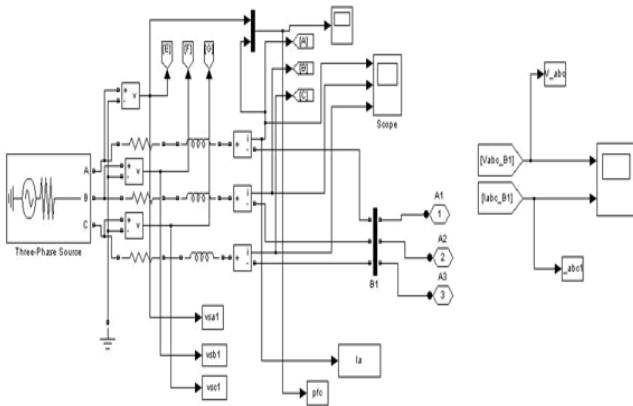 [E]
[F]
[G]
[A]
[B]
[C]
Scope
V_abc
[Vabc_B1]
[Iabc_B1]
_abc1
v
v
v
A
B
C
Three-Phase Source
B1
A1
1
A2
2
A3
3
vsa1
vsb1
vsc1
Ia
pfc